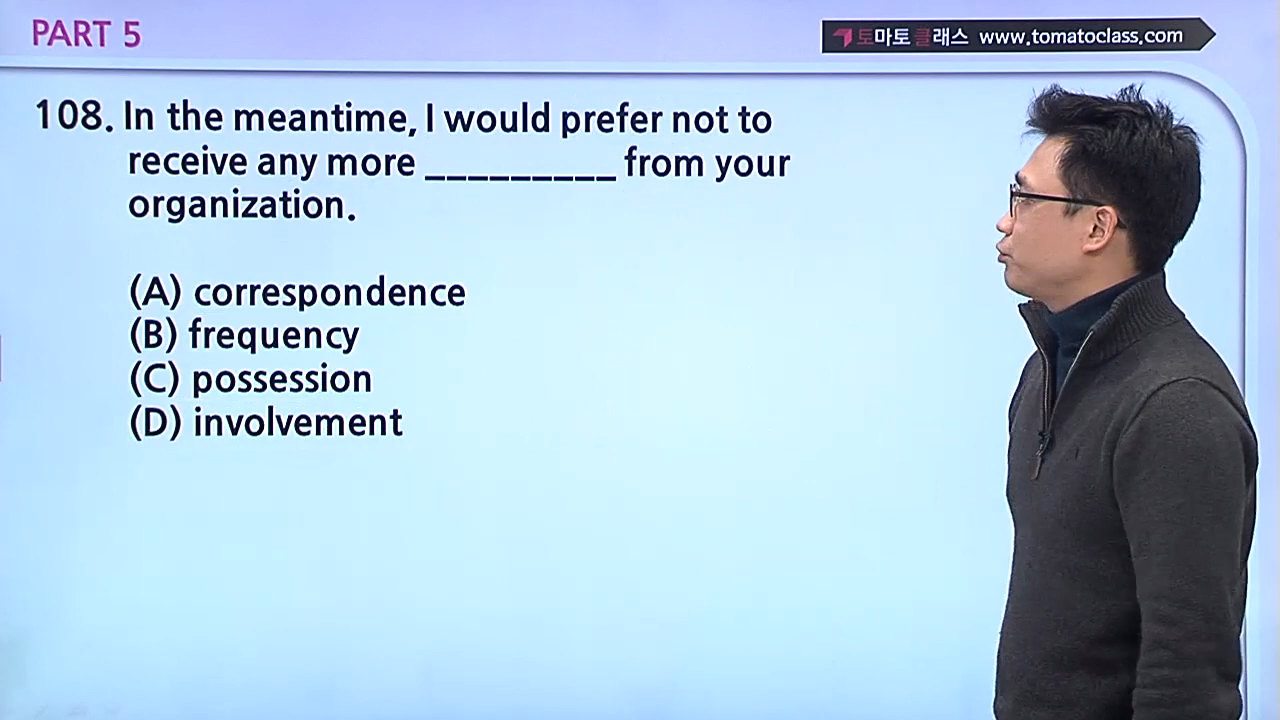 PART 5
토마토클래스 www.tomatoclass.com
108. In the meantime, I would prefer not to
receive any more _________ from your
organization.
(A) correspondence
(B) frequency
(C) possession
(D) involvement